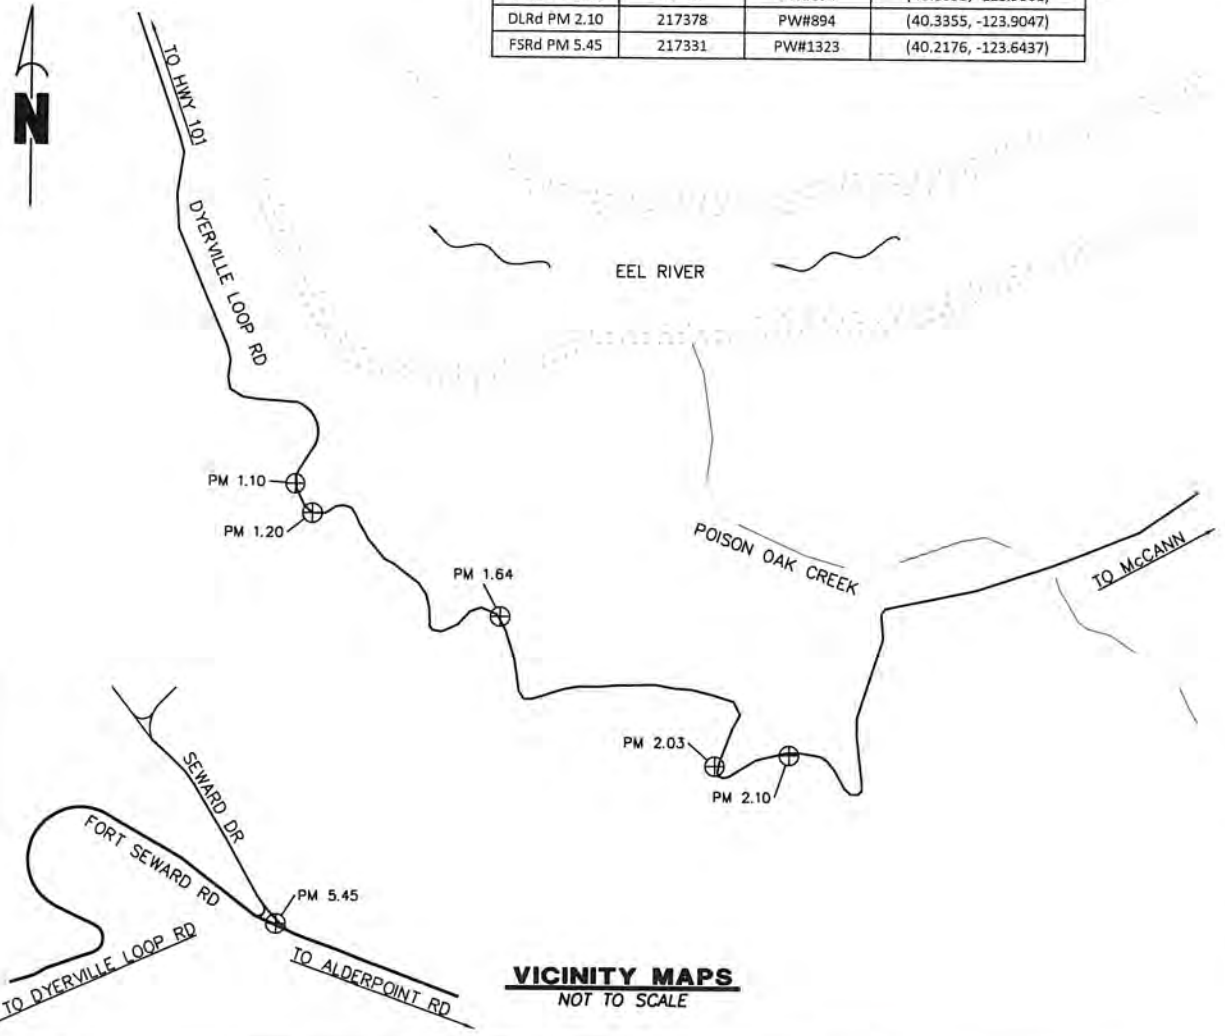 DLRd PM 2.10 217378 PW#894 (40.3355, -123.9047)
FSRd PM 5.45 217331 PW#1323 (40.2176, -123.6437)
N
TO HWY 101
DYERVILLE LOOP RD
EEL RIVER
PM 1.10
PM 1.20
POISON OAK CREEK
TO McCANN
PM 1.64
PM 2.03
PM 2.10
SEWARD DR
FORT SEWARD RD
PM 5.45
TO DYERVILLE LOOP RD
TO ALDERPOINT RD
VICINITY MAPS
NOT TO SCALE